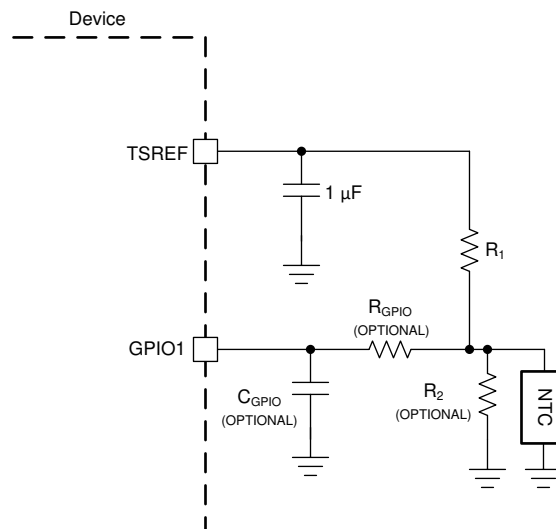 Device
TSREF
1 µF
R1
RGPIO
(OPTIONAL)
GPIO1
CGPIO
(OPTIONAL)
R2
(OPTIONAL)
NTC